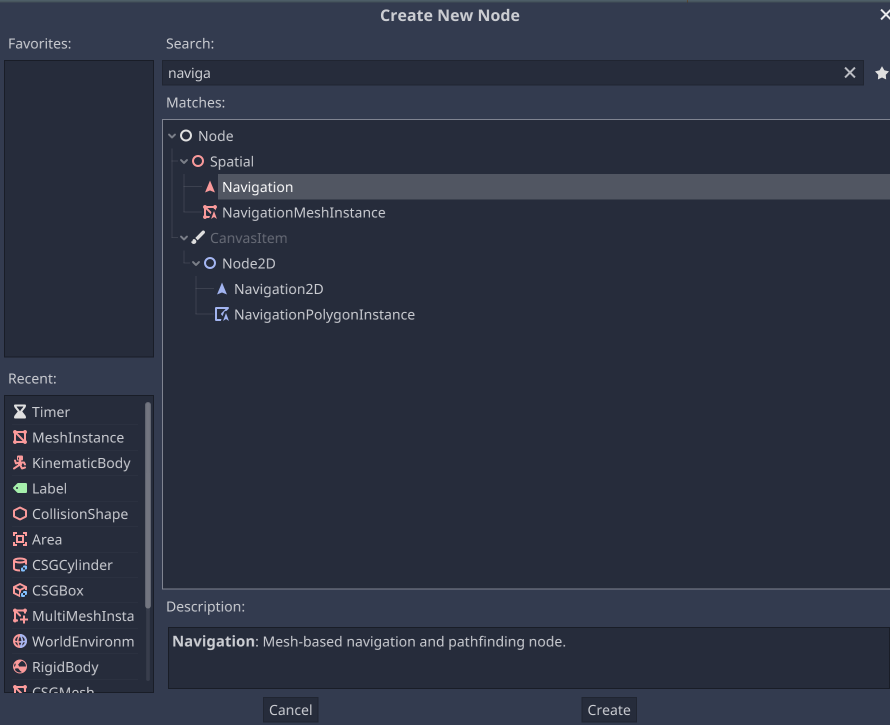 Create New Node
Favorites:
Search:
naviga
Matches:
Node
Spatial
Navigation
NavigationMeshInstance
CanvasItem
Node2D
Navigation2D
NavigationPolygonInstance
Recent:
Timer
MeshInstance
KinematicBody
Label
CollisionShape
Area
CSGCylinder
CSGBox
MultiMeshInsta
WorldEnvironm
RigidBody
CSGMesh
Description:
Navigation: Mesh-based navigation and pathfinding node.
Cancel
Create